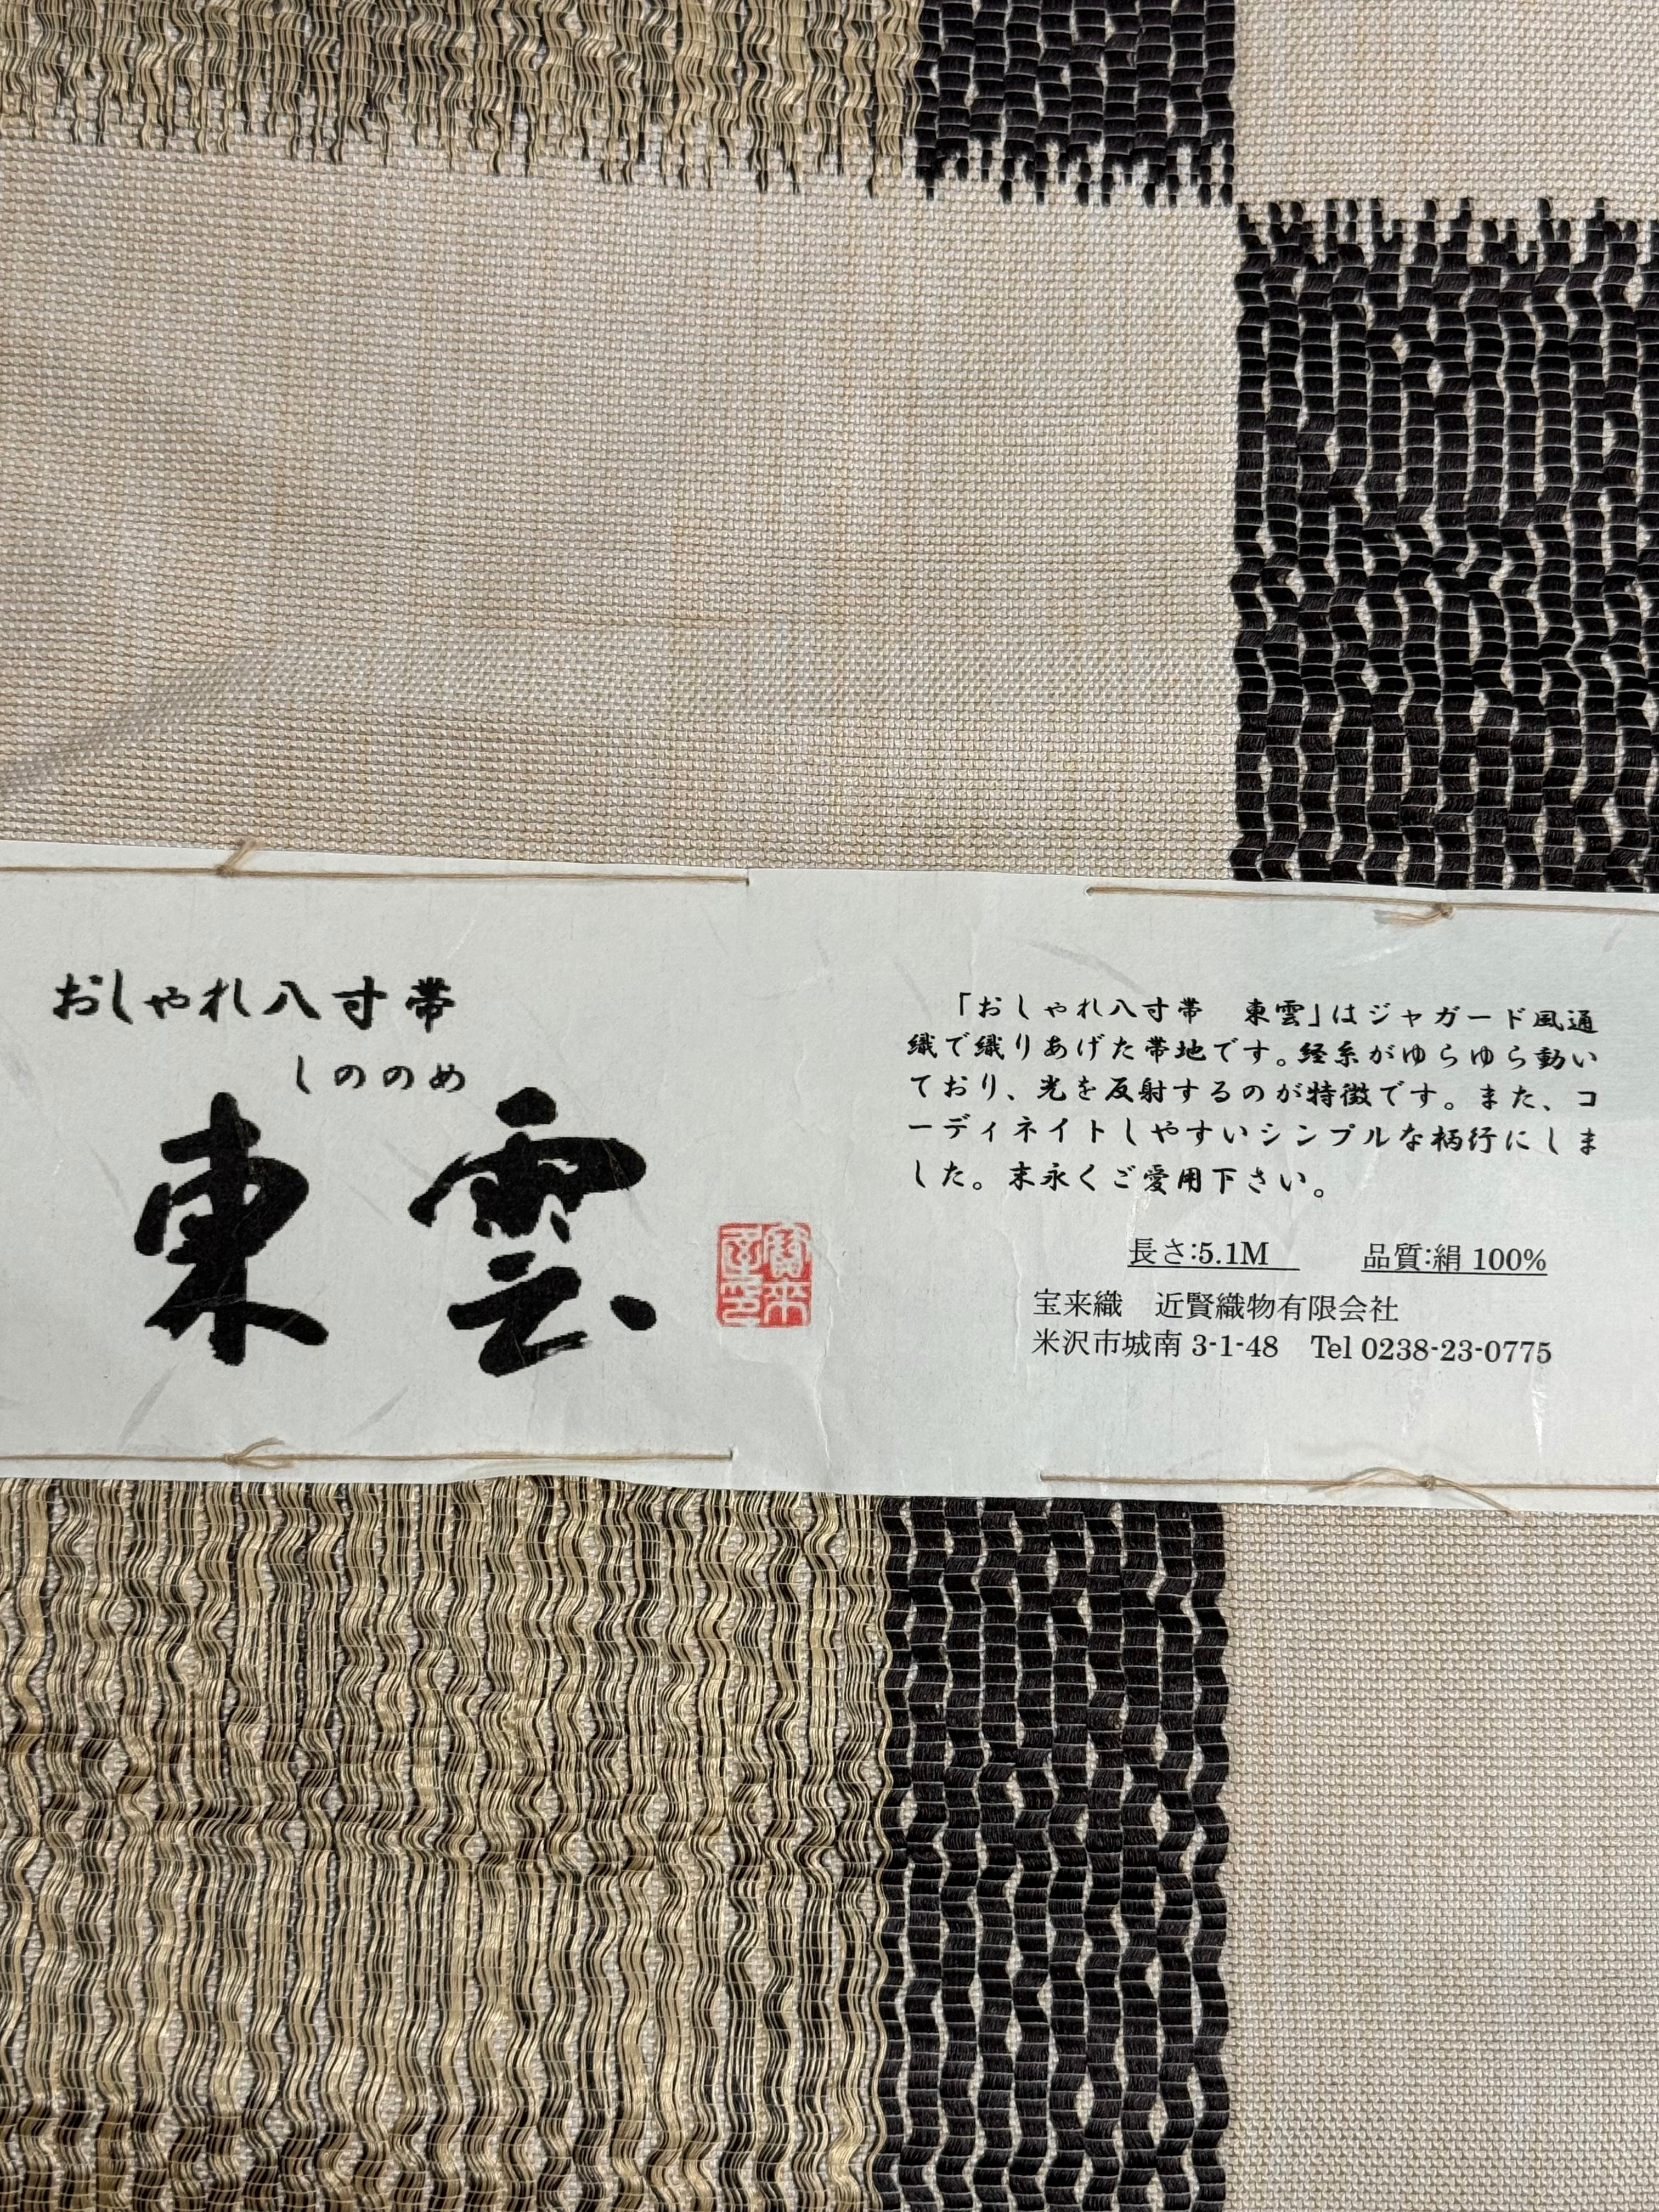 おしゃれ八寸帯
しののめ
東雲
「おしゃれ八寸帯　東雲」はジャガード風通
織で織りあげた帯地です。経糸がゆらゆら動い
ており、光を反射するのが特徴です。また、コ
ーディネイトしやすいシンプルな柄行にしま
した。末永くご愛用下さい。
長さ:5.1M　品質:絹 100%
宝来織　近賢織物有限会社
米沢市城南 3-1-48　Tel 0238-23-0775